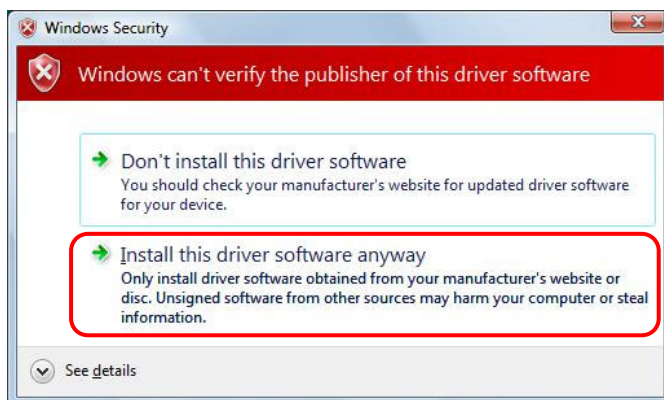 Windows Security
Windows can't verify the publisher of this driver software
Don't install this driver software
You should check your manufacturer's website for updated driver software
for your device.
Install this driver software anyway
Only install driver software obtained from your manufacturer's website or
disc. Unsigned software from other sources may harm your computer or steal
information.
See details